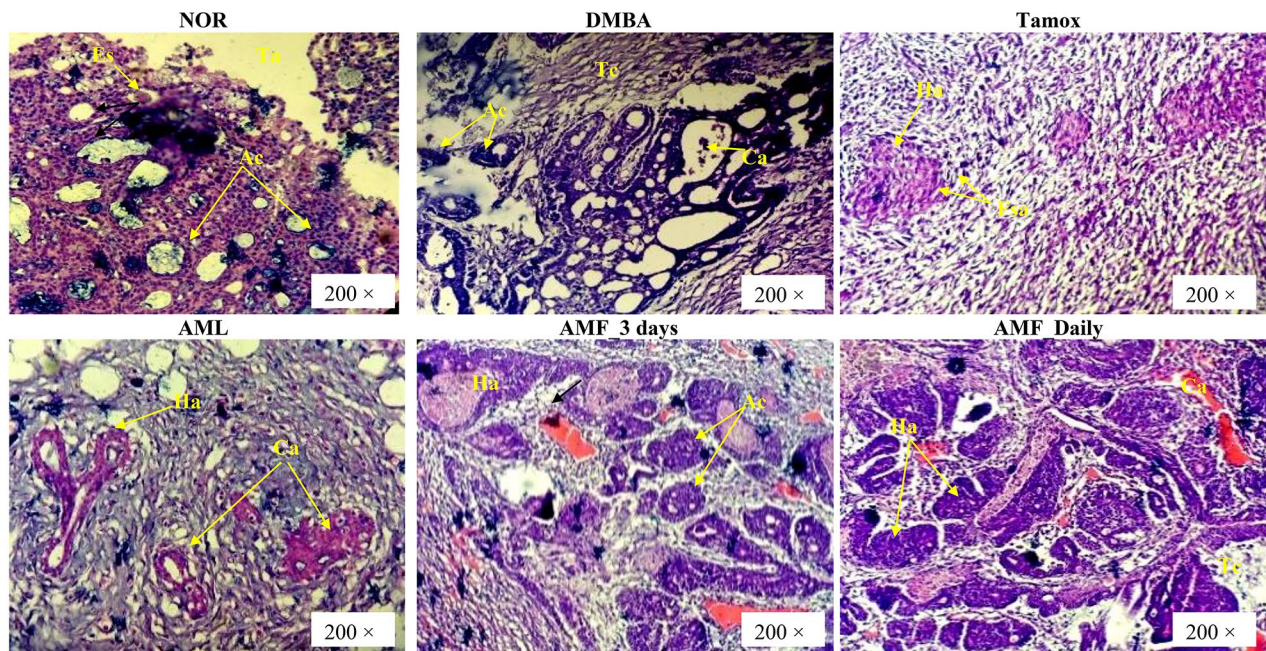 NOR
Es
Ta
Ac
200 ×
DMBA
Tc
Ac
Ca
200 ×
Tamox
Ha
Fsa
200 ×
AML
Ha
Ca
200 ×
AMF_3 days
Ha
Ac
200 ×
AMF_Daily
Ca
Ha
Tc
200 ×